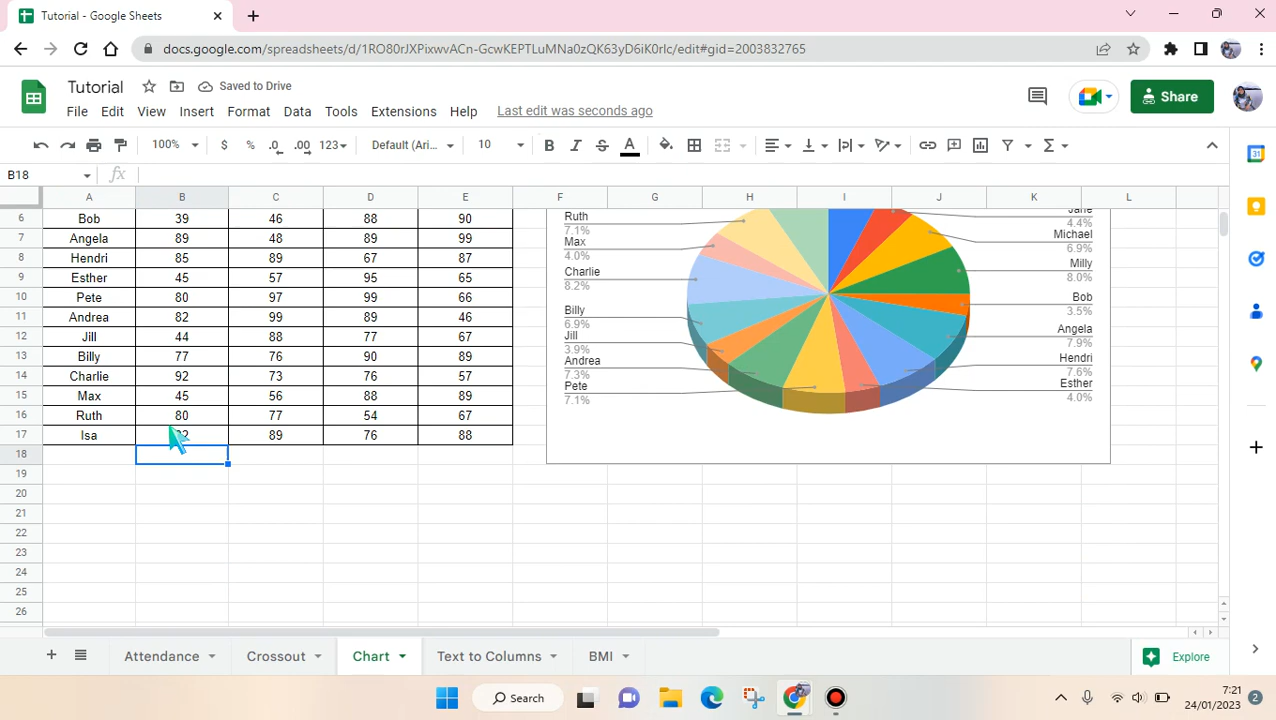 Tutorial - Google Sheets
docs.google.com/spreadsheets/d/1RO80rJXPixwvACn-GcwKEPTLuMNa0zQK63yD6iK0rlc/edit#gid=2003832765
Tutorial
Saved to Drive
File Edit View Insert Format Data Tools Extensions Help Last edit was seconds ago
Share
100% $ % .0 .00 123 Default (Ari... 10 B I S A
B18 fx
A B C D E F G H I J K L
6 Bob 39 46 88 90
7 Angela 89 48 89 99
8 Hendri 85 89 67 87
9 Esther 45 57 95 65
10 Pete 80 97 99 66
11 Andrea 82 99 89 46
12 Jill 44 88 77 67
13 Billy 77 76 90 89
14 Charlie 92 73 76 57
15 Max 45 56 88 89
16 Ruth 80 77 54 67
17 Isa 89 76 88
18
19
20
21
22
23
24
25
26
Ruth
7.1%
Max
4.0%
Charlie
8.2%
Billy
6.9%
Jill
3.9%
Andrea
7.3%
Pete
7.1%
Jane
4.4%
Michael
6.9%
Milly
8.0%
Bob
3.5%
Angela
7.9%
Hendri
7.6%
Esther
4.0%
Attendance Crossout Chart Text to Columns BMI
Explore
Search
7:21
24/01/2023
2